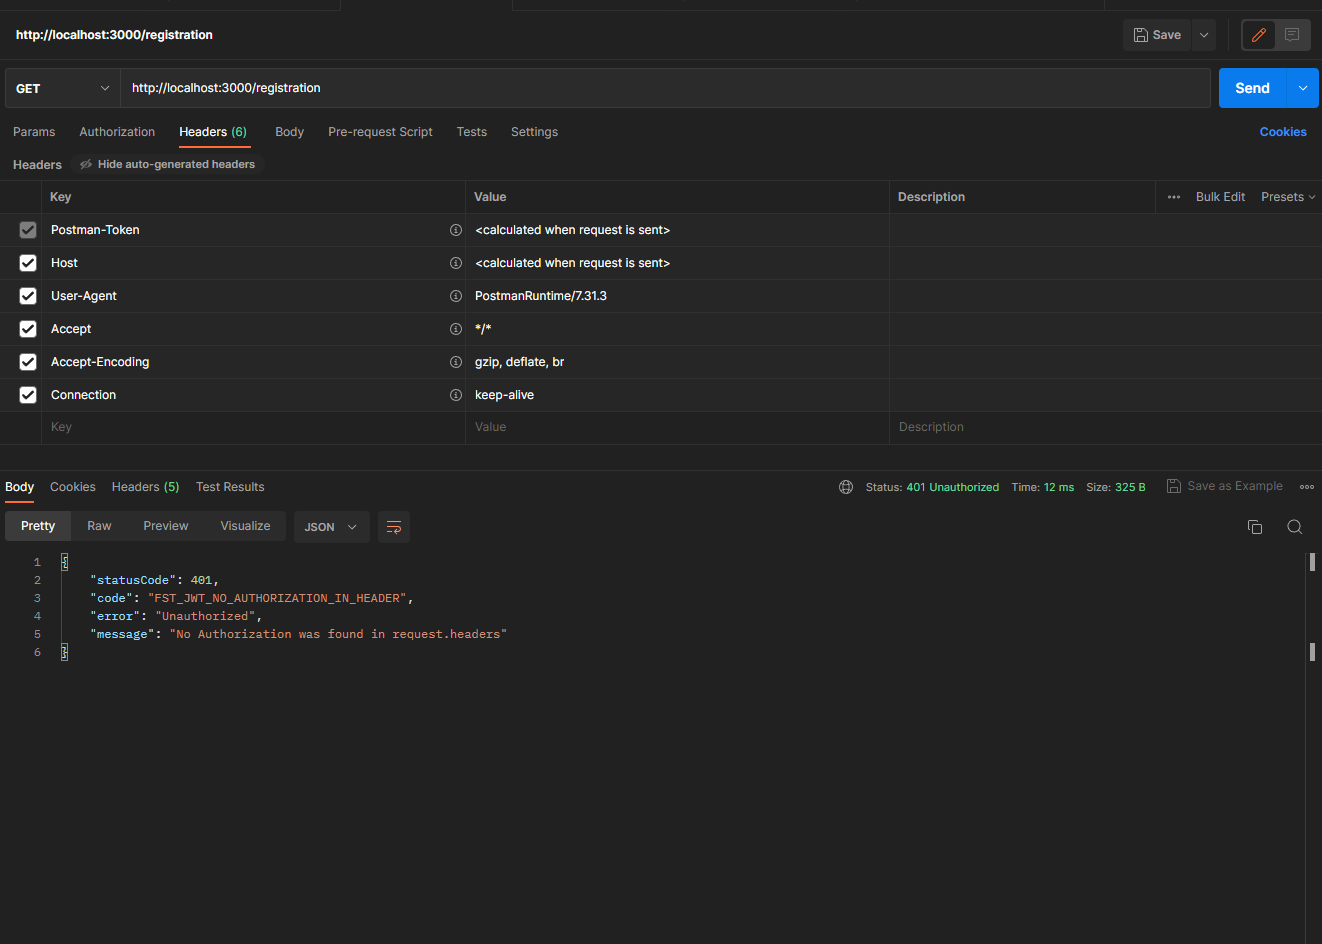 http://localhost:3000/registration
Save
GET
http://localhost:3000/registration
Send
Params Authorization Headers (6) Body Pre-request Script Tests Settings Cookies
Headers Hide auto-generated headers
Key Value Description ••• Bulk Edit Presets
Postman-Token <calculated when request is sent>
Host <calculated when request is sent>
User-Agent PostmanRuntime/7.31.3
Accept */*
Accept-Encoding gzip, deflate, br
Connection keep-alive
Key Value Description
Body Cookies Headers (5) Test Results Status: 401 Unauthorized Time: 12 ms Size: 325 B Save as Example
Pretty Raw Preview Visualize JSON
1 {
2 "statusCode": 401,
3 "code": "FST_JWT_NO_AUTHORIZATION_IN_HEADER",
4 "error": "Unauthorized",
5 "message": "No Authorization was found in request.headers"
6 }